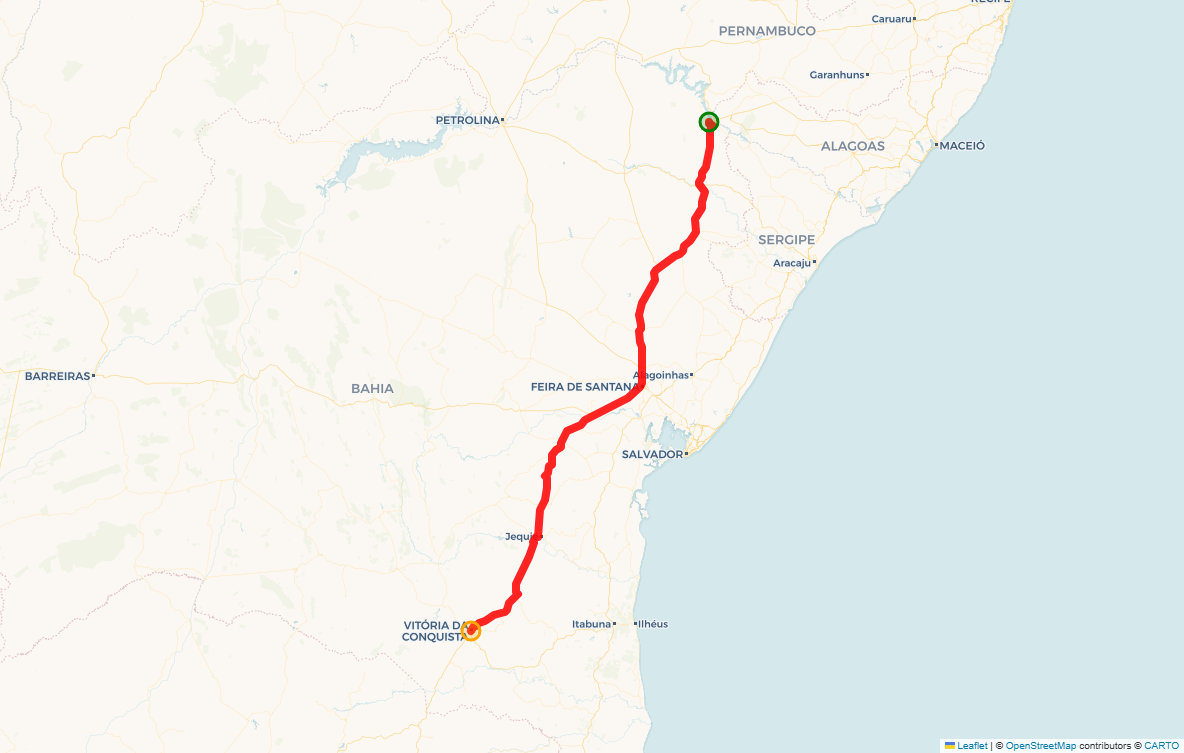 RECIFE
Caruaru
PERNAMBUCO
Garanhuns
PETROLINA
ALAGOAS
MACEIÓ
SERGIPE
Aracaju
BARREIRAS
BAHIA
Alagoinhas
FEIRA DE SANTANA
SALVADOR
Jequié
VITÓRIA DA
CONQUISTA
Itabuna
Ilhéus
Leaflet | © OpenStreetMap contributors © CARTO